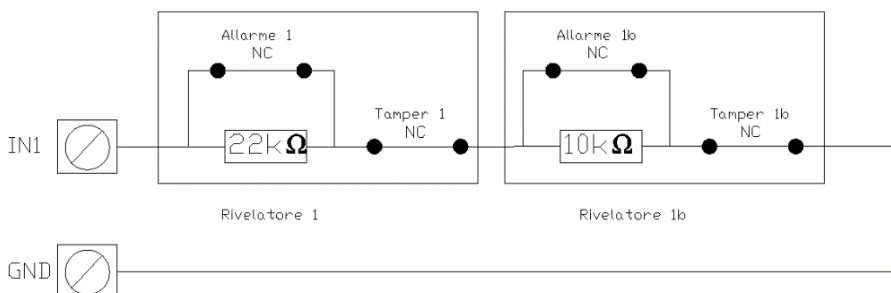 Allarme 1
NC
Allarme 1b
NC
Tamper 1
NC
Tamper 1b
NC
IN1
22kΩ
10kΩ
Rivelatore 1
Rivelatore 1b
GND